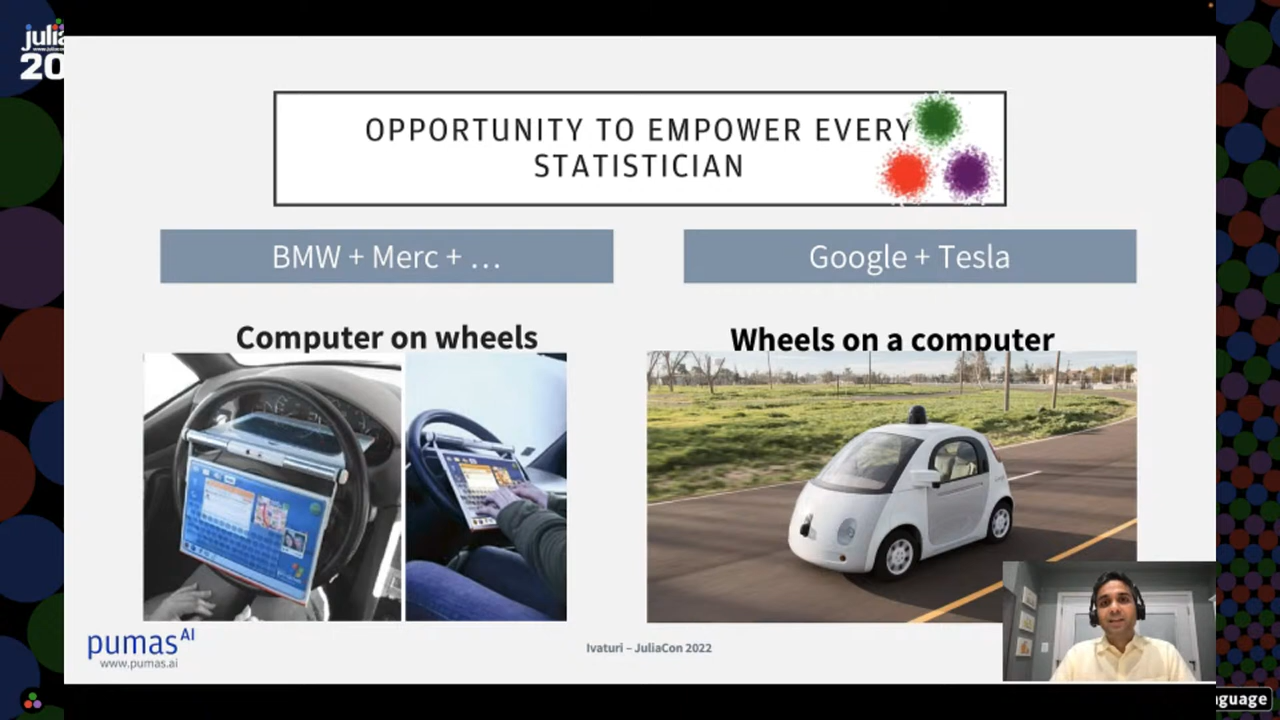 julia
20
OPPORTUNITY TO EMPOWER EVERY
STATISTICIAN
BMW + Merc + …
Google + Tesla
Computer on wheels
Wheels on a computer
pumasAI
www.pumas.ai
Ivaturi – JuliaCon 2022
nguage